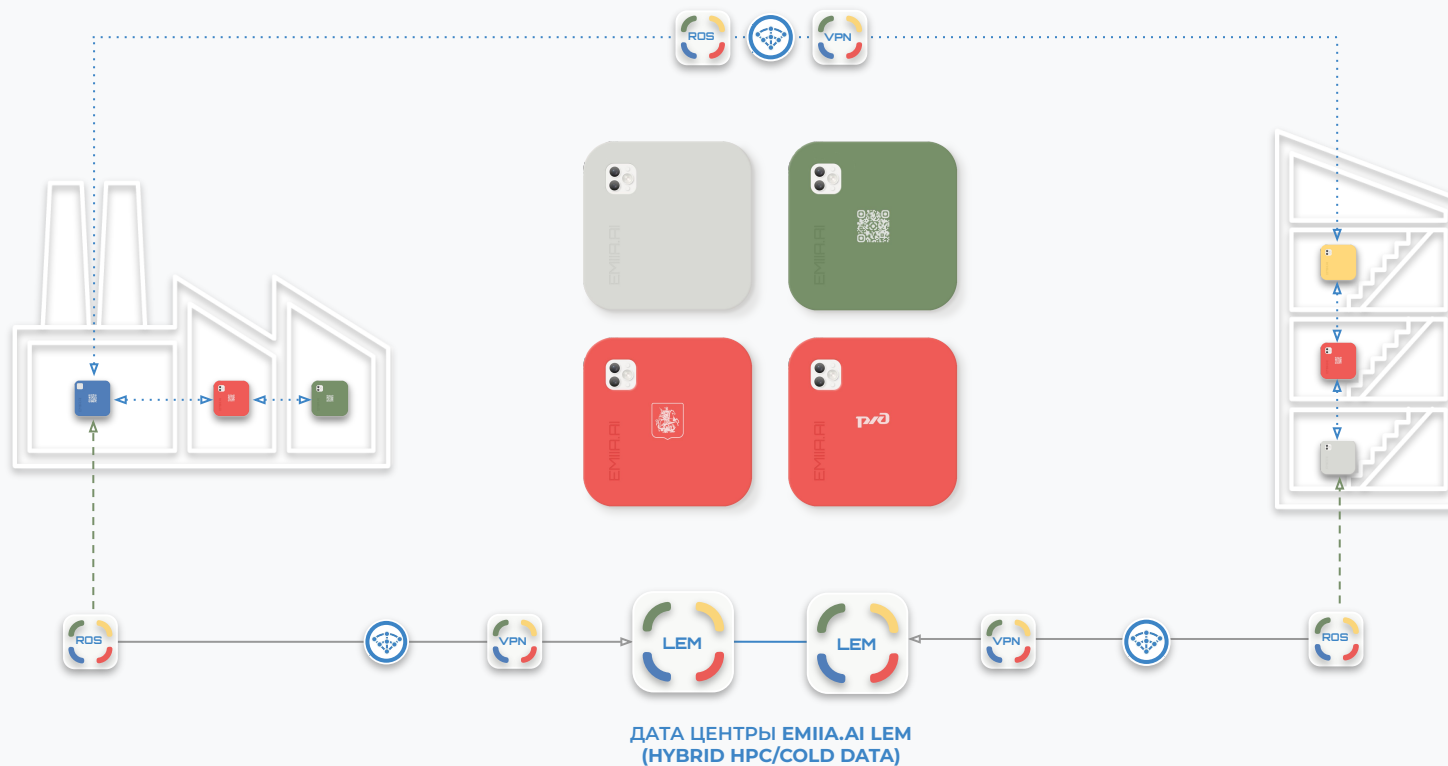 ROS
VPN
EMIIA.AI
EMIIA.AI
EMIIA.AI
EMIIA.AI
ржд
ROS
VPN
LEM
LEM
VPN
ROS
ДАТА ЦЕНТРЫ EMIIA.AI LEM
(HYBRID HPC/COLD DATA)